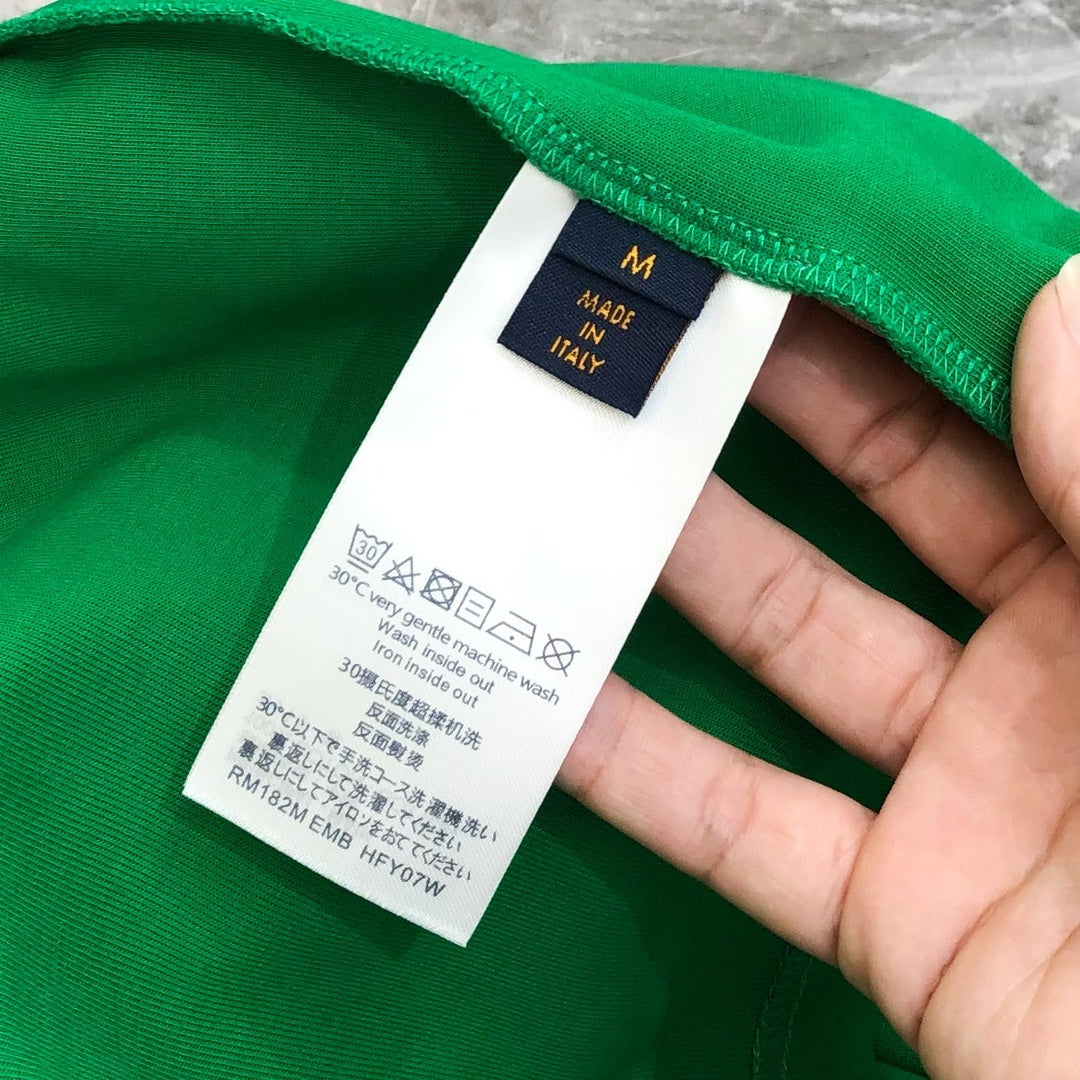 M
MADE
IN
ITALY
30
30°C very gentle machine wash
Wash inside out
Iron inside out
30摄氏度超揉机洗
反面洗涤
反面熨烫
30°C以下で手洗コース洗濯機洗い
裏返しにして洗濯してください
裏返しにしてアイロンをおててください
RM182M EMB HFY07W